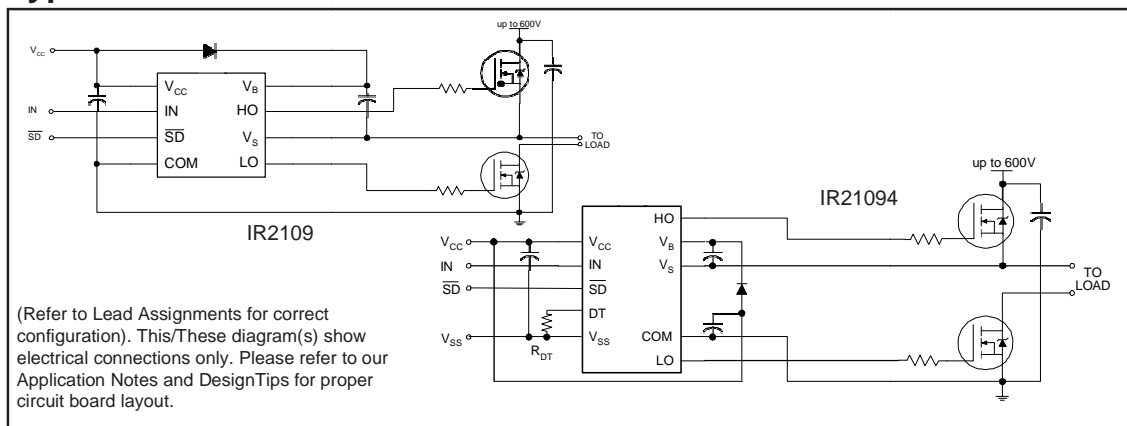 up to 600V
V_CC
IN
SD
V_CC
IN
SD
COM
V_B
HO
V_S
LO
TO
LOAD
IR2109
up to 600V
IR21094
V_CC
IN
SD
V_SS
V_CC
IN
SD
DT
V_SS
R_DT
HO
V_B
V_S
COM
LO
TO
LOAD
(Refer to Lead Assignments for correct
configuration). This/These diagram(s) show
electrical connections only. Please refer to our
Application Notes and DesignTips for proper
circuit board layout.